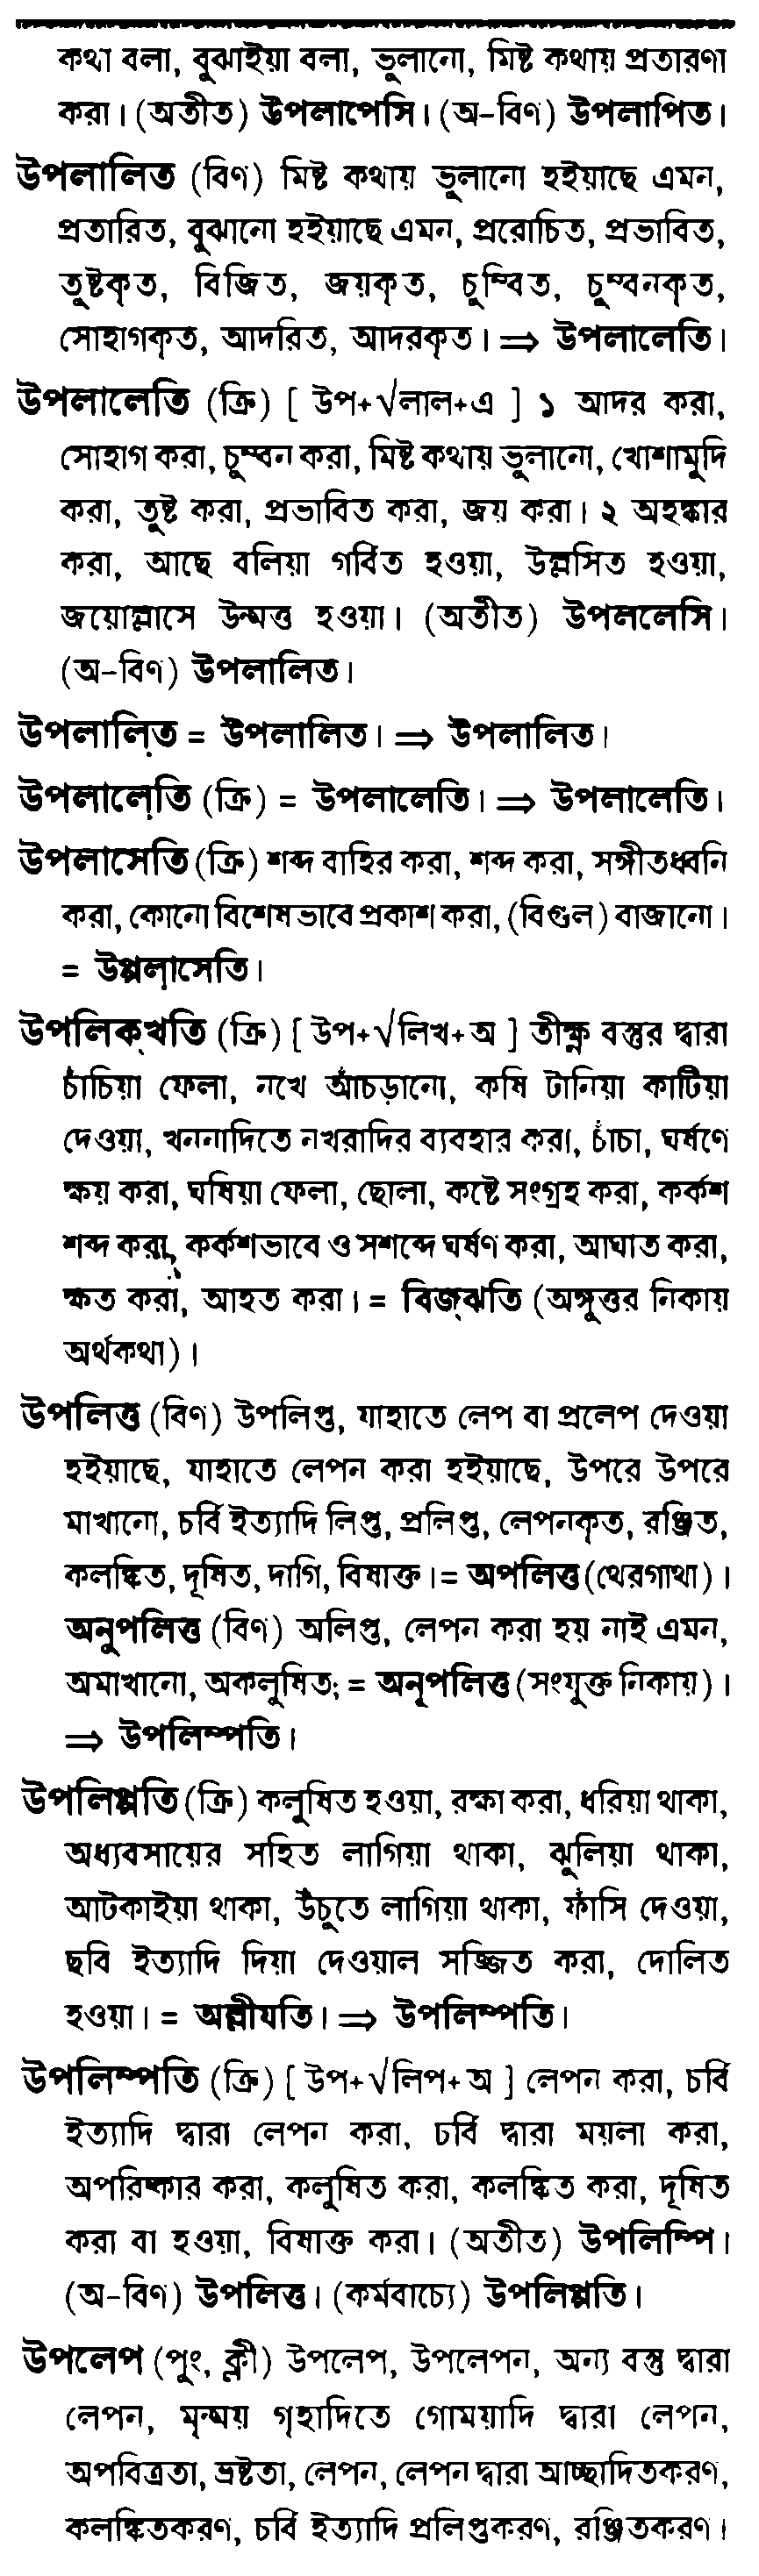 কথা বলা, বুঝাইয়া বলা, ভুলানো, মিষ্ট কথায় প্রতারণা
করা। (অতীত) উপলাপেসি। (অ-বিণ) উপলাপিত।
উপলালিত (বিণ) মিষ্ট কথায় ভুলানো হইয়াছে এমন,
প্রতারিত, বুঝানো হইয়াছে এমন, প্ররোচিত, প্রভাবিত,
তুষ্টকৃত, বিজিত, জয়কৃত, চুম্বিত, চুম্বনকৃত,
সোহাগকৃত, আদরিত, আদরকৃত। ⇒ উপলালেতি।
উপলালেতি (ক্রি) [ উপ+√লাল+এ ] ১ আদর করা,
সোহাগ করা, চুম্বন করা, মিষ্ট কথায় ভুলানো, খোশামুদি
করা, তুষ্ট করা, প্রভাবিত করা, জয় করা। ২ অহঙ্কার
করা, আছে বলিয়া গর্বিত হওয়া, উল্লসিত হওয়া,
জয়োল্লাসে উন্মত্ত হওয়া। (অতীত) উপললেসি।
(অ-বিণ) উপলালিত।
উপলাল়িত = উপলালিত। ⇒ উপলালিত।
উপলাল়েতি (ক্রি) = উপলালেতি। ⇒ উপলালেতি।
উপলাসেতি (ক্রি) শব্দ বাহির করা, শব্দ করা, সঙ্গীতধ্বনি
করা, কোনো বিশেষভাবে প্রকাশ করা, (বিগুল) বাজানো।
= উপ্পল়াসেতি।
উপলিক্খতি (ক্রি) [ উপ+√লিখ+অ ] তীক্ষ্ণ বস্তুর দ্বারা
চাঁচিয়া ফেলা, নখে আঁচড়ানো, কষি টানিয়া কাটিয়া
দেওয়া, খননাদিতে নখরাদির ব্যবহার করা, চাঁচা, ঘর্ষণে
ক্ষয় করা, ঘষিয়া ফেলা, ছোলা, কষ্টে সংগ্রহ করা, কর্কশ
শব্দ করা, কর্কশভাবে ও সশব্দে ঘর্ষণ করা, আঘাত করা,
ক্ষত করা, আহত করা। = বিজ্ঝতি (অঙ্গুত্তর নিকায়
অর্থকথা)।
উপলিত্ত (বিণ) উপলিপ্ত, যাহাতে লেপ বা প্রলেপ দেওয়া
হইয়াছে, যাহাতে লেপন করা হইয়াছে, উপরে উপরে
মাখানো, চর্বি ইত্যাদি লিপ্ত, প্রলিপ্ত, লেপনকৃত, রঞ্জিত,
কলঙ্কিত, দূষিত, দাগি, বিষাক্ত। = অপলিত্ত (থেরগাথা)।
অনুপলিত্ত (বিণ) অলিপ্ত, লেপন করা হয় নাই এমন,
অমাখানো, অকলুষিত; = অনূপলিত্ত (সংযুক্ত নিকায়)।
⇒ উপলিম্পতি।
উপলিপ্পতি (ক্রি) কলুষিত হওয়া, রক্ষা করা, ধরিয়া থাকা,
অধ্যবসায়ের সহিত লাগিয়া থাকা, ঝুলিয়া থাকা,
আটকাইয়া থাকা, উঁচুতে লাগিয়া থাকা, ফাঁসি দেওয়া,
ছবি ইত্যাদি দিয়া দেওয়াল সজ্জিত করা, দোলিত
হওয়া। = অল্লীযতি। ⇒ উপলিম্পতি।
উপলিম্পতি (ক্রি) [ উপ+√লিপ+অ ] লেপন করা, চর্বি
ইত্যাদি দ্বারা লেপন করা, চর্বি দ্বারা ময়লা করা,
অপরিষ্কার করা, কলুষিত করা, কলঙ্কিত করা, দূষিত
করা বা হওয়া, বিষাক্ত করা। (অতীত) উপলিম্পি।
(অ-বিণ) উপলিত্ত। (কর্মবাচ্যে) উপলিপ্পতি।
উপলেপ (পুং, ক্লী) উপলেপ, উপলেপন, অন্য বস্তু দ্বারা
লেপন, মৃন্ময় গৃহাদিতে গোময়াদি দ্বারা লেপন,
অপবিত্রতা, ভ্রষ্টতা, লেপন, লেপন দ্বারা আচ্ছাদিতকরণ,
কলঙ্কিতকরণ, চর্বি ইত্যাদি প্রলিপ্তকরণ, রঞ্জিতকরণ।